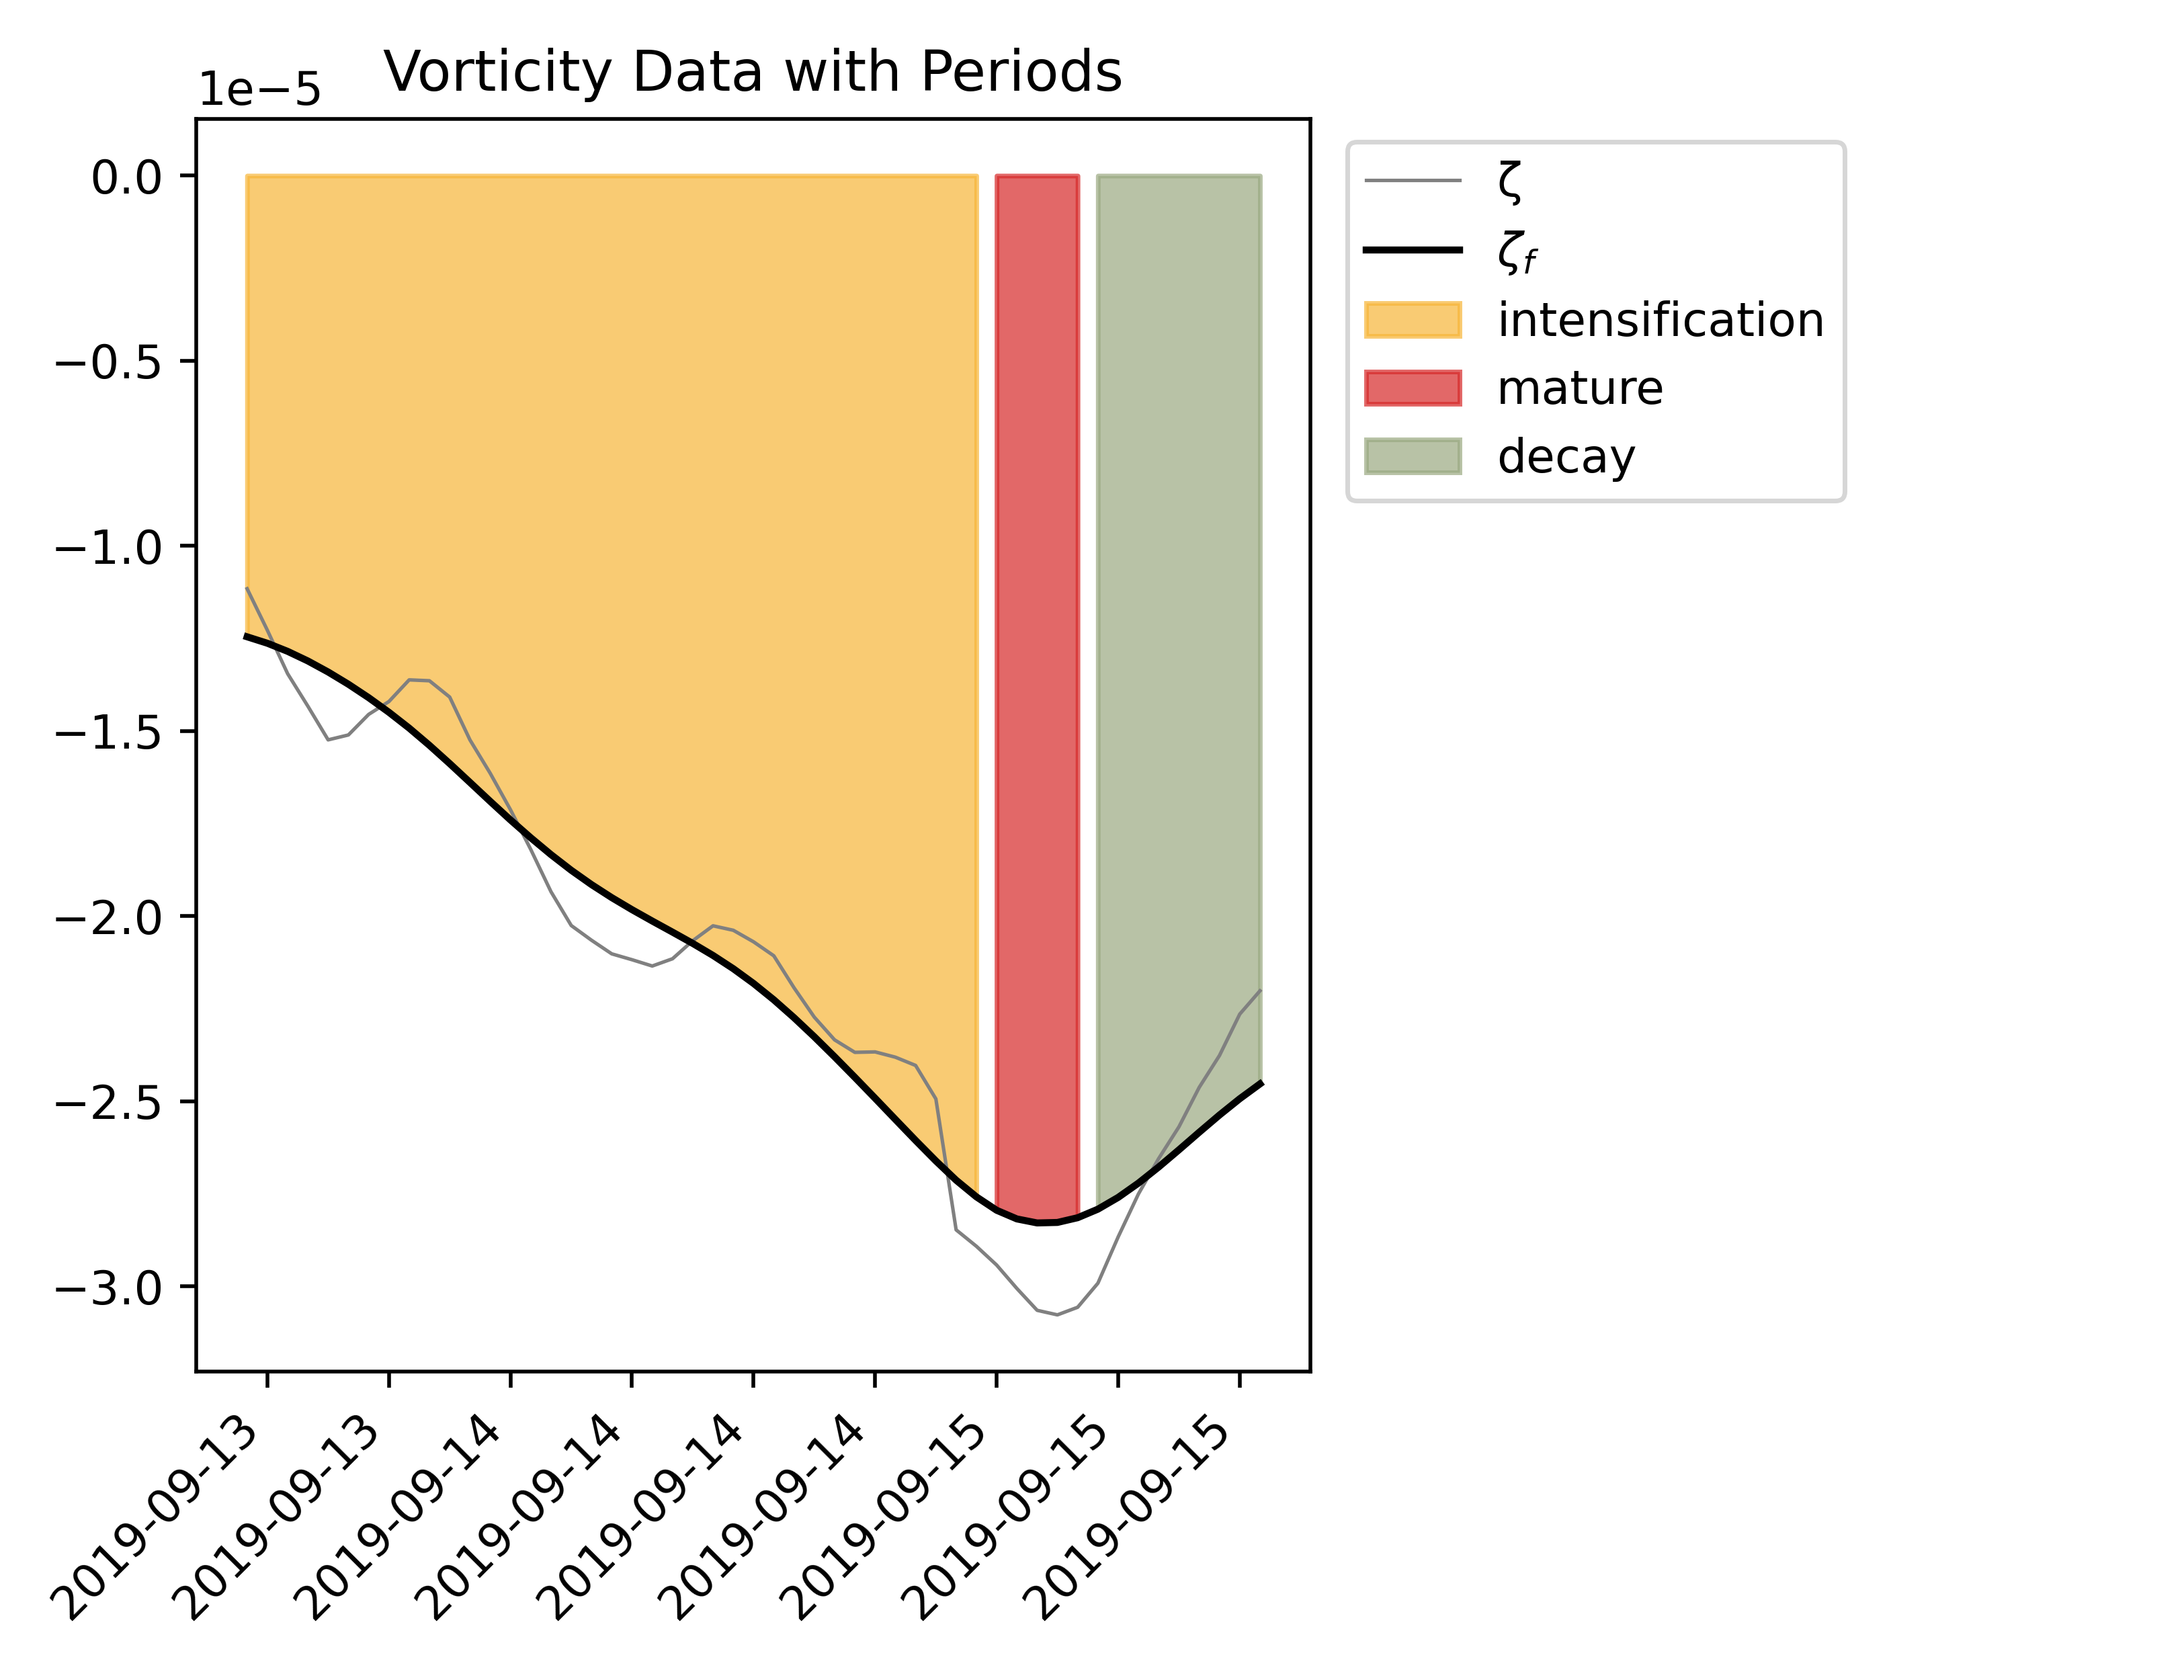 Vorticity Data with Periods
1e−5
0.0
−0.5
−1.0
−1.5
−2.0
−2.5
−3.0
2019-09-13
2019-09-13
2019-09-14
2019-09-14
2019-09-14
2019-09-14
2019-09-15
2019-09-15
2019-09-15
ζ
ζf
intensification
mature
decay